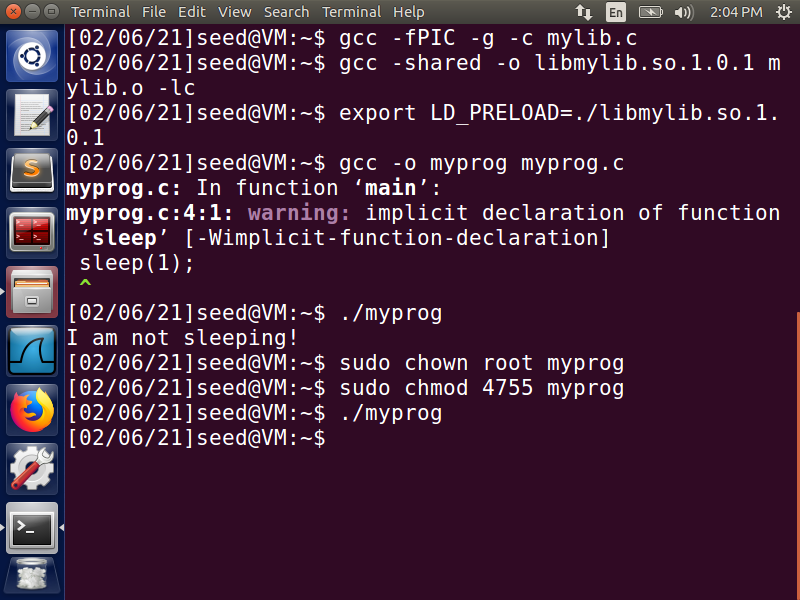 Terminal File Edit View Search Terminal Help En 2:04 PM
[02/06/21]seed@VM:~$ gcc -fPIC -g -c mylib.c
[02/06/21]seed@VM:~$ gcc -shared -o libmylib.so.1.0.1 m
ylib.o -lc
[02/06/21]seed@VM:~$ export LD_PRELOAD=./libmylib.so.1.
0.1
[02/06/21]seed@VM:~$ gcc -o myprog myprog.c
myprog.c: In function ‘main’:
myprog.c:4:1: warning: implicit declaration of function
‘sleep’ [-Wimplicit-function-declaration]
sleep(1);
^
[02/06/21]seed@VM:~$ ./myprog
I am not sleeping!
[02/06/21]seed@VM:~$ sudo chown root myprog
[02/06/21]seed@VM:~$ sudo chmod 4755 myprog
[02/06/21]seed@VM:~$ ./myprog
[02/06/21]seed@VM:~$